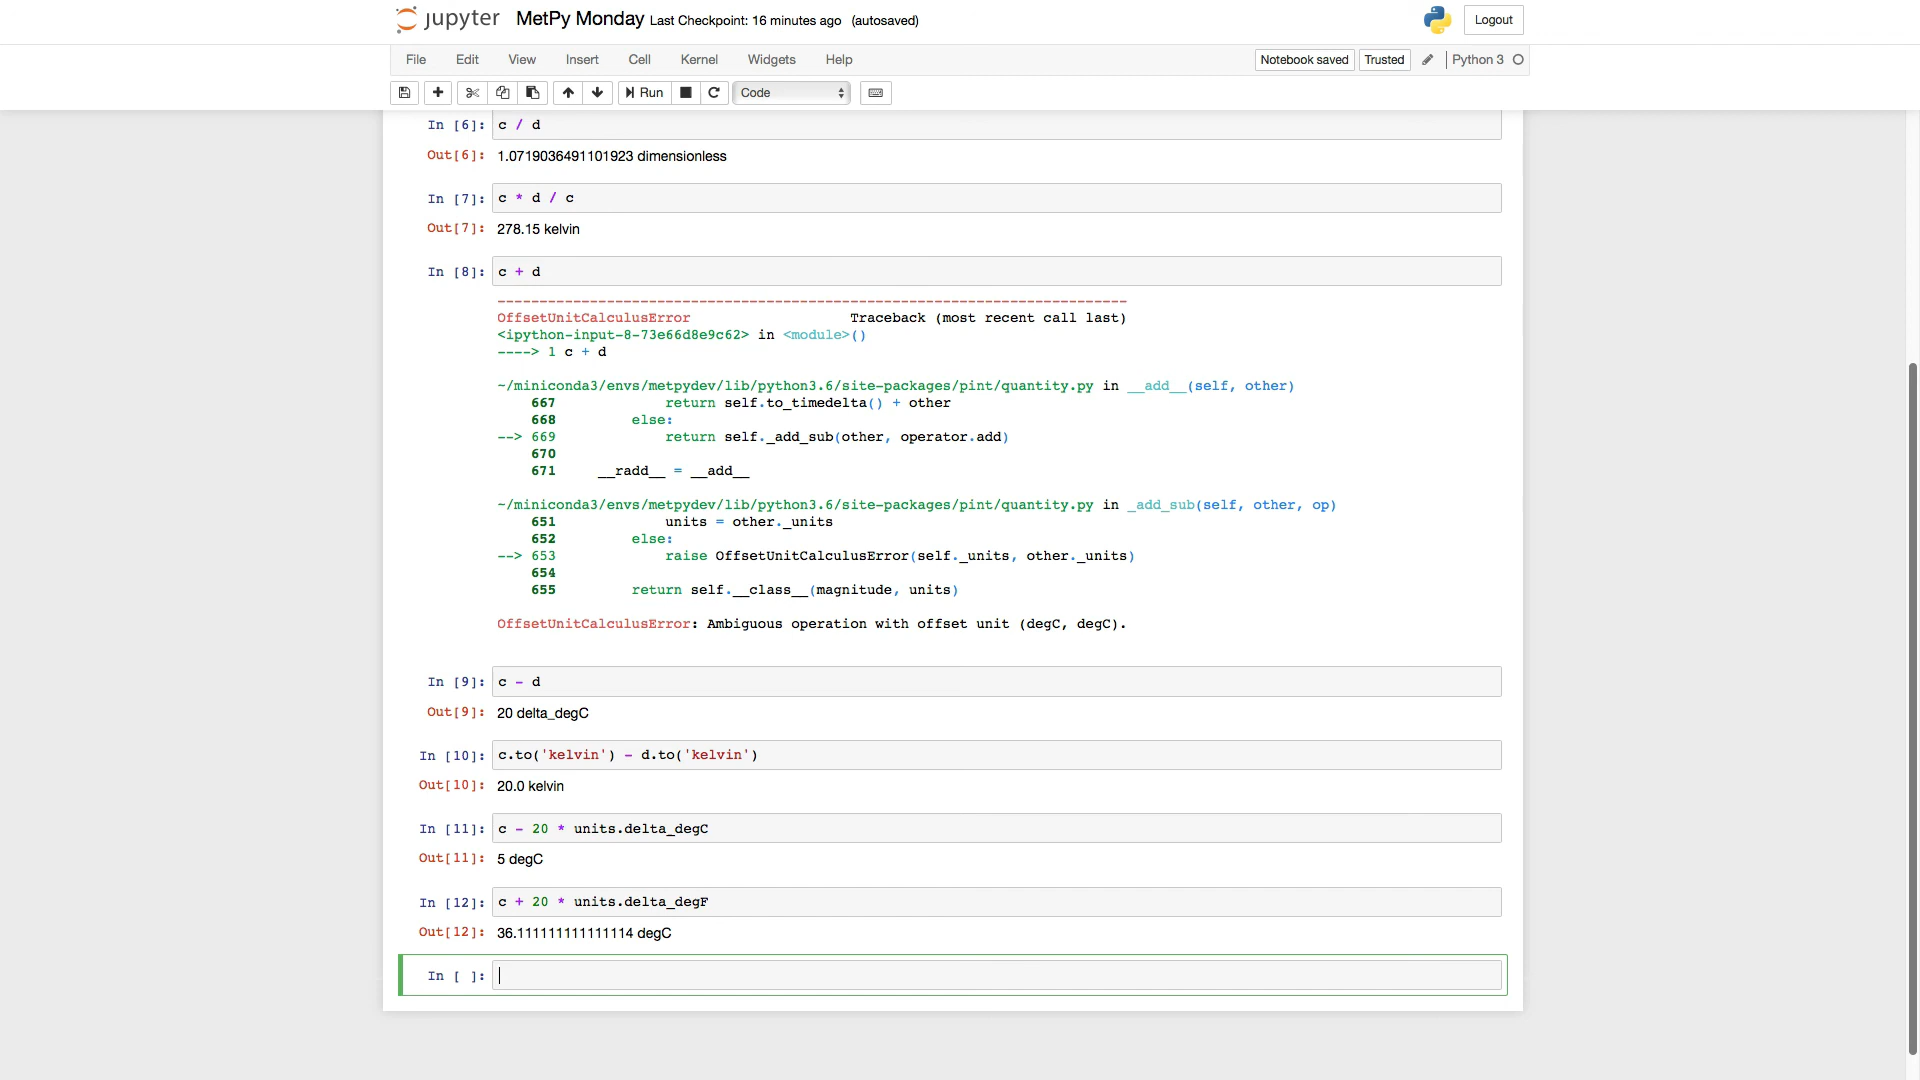 jupyter MetPy Monday Last Checkpoint: 16 minutes ago (autosaved) Logout
File Edit View Insert Cell Kernel Widgets Help Notebook saved Trusted Python 3
Run Code
In [6]: c / d
Out[6]: 1.0719036491101923 dimensionless
In [7]: c * d / c
Out[7]: 278.15 kelvin
In [8]: c + d
---------------------------------------------------------------------------
OffsetUnitCalculusError                   Traceback (most recent call last)
<ipython-input-8-73e66d8e9c62> in <module>()
----> 1 c + d
~/miniconda3/envs/metpydev/lib/python3.6/site-packages/pint/quantity.py in __add__(self, other)
    667             return self.to_timedelta() + other
    668         else:
--> 669             return self._add_sub(other, operator.add)
    670
    671     __radd__ = __add__
~/miniconda3/envs/metpydev/lib/python3.6/site-packages/pint/quantity.py in _add_sub(self, other, op)
    651             units = other._units
    652         else:
--> 653             raise OffsetUnitCalculusError(self._units, other._units)
    654
    655         return self.__class__(magnitude, units)
OffsetUnitCalculusError: Ambiguous operation with offset unit (degC, degC).
In [9]: c - d
Out[9]: 20 delta_degC
In [10]: c.to('kelvin') - d.to('kelvin')
Out[10]: 20.0 kelvin
In [11]: c - 20 * units.delta_degC
Out[11]: 5 degC
In [12]: c + 20 * units.delta_degF
Out[12]: 36.111111111111114 degC
In [ ]: